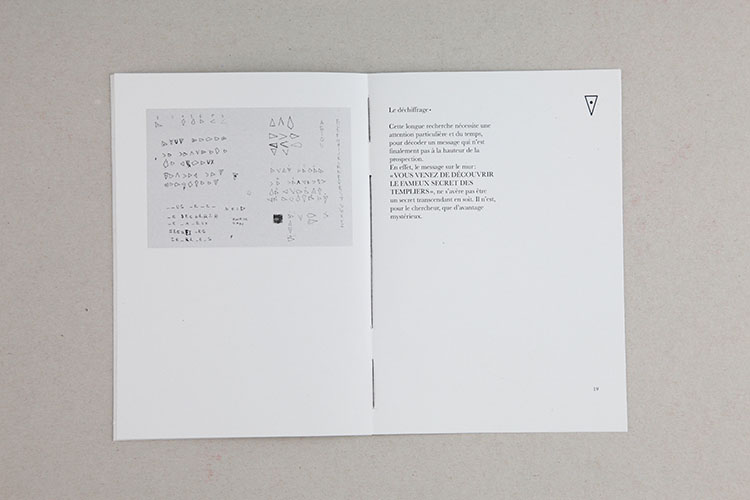 Le déchiffrage•
Cette longue recherche nécessite une
attention particulière et du temps,
pour décoder un message qui n'est
finalement pas à la hauteur de la
prospection.
En effet, le message sur le mur :
«VOUS VENEZ DE DÉCOUVRIR
LE FAMEUX SECRET DES
TEMPLIERS», ne s'avère pas être
un secret transcendant en soit. Il n'est,
pour le chercheur, que d'avantage
mystérieux.